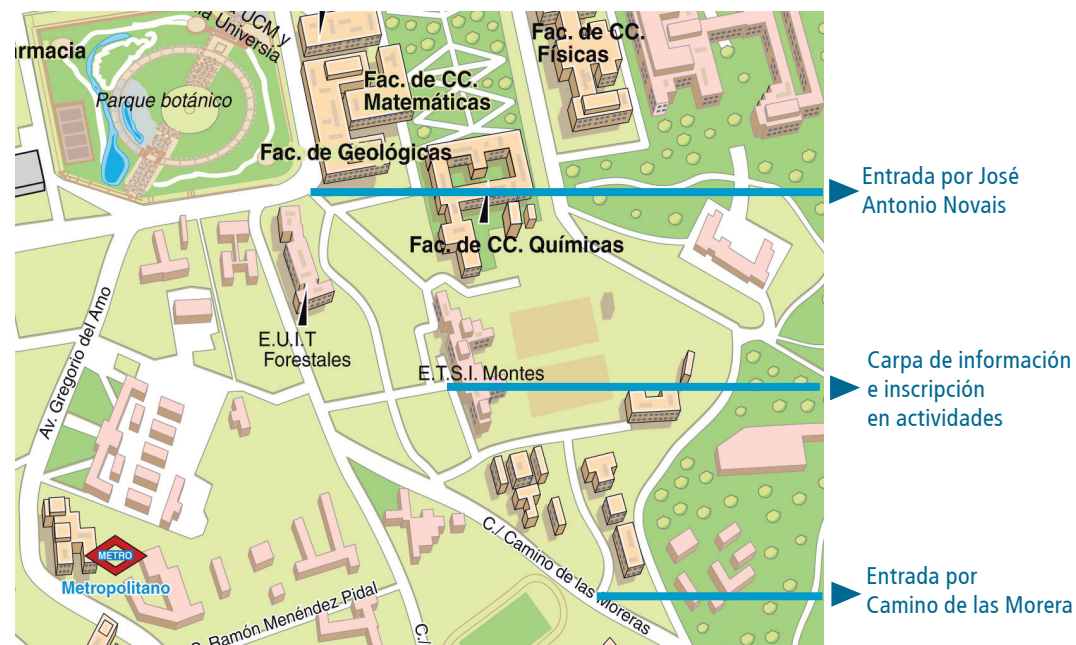 UCM y
Universia
rmacia
Parque botánico
Fac. de CC.
Matemáticas
Fac. de CC.
Físicas
Fac. de Geológicas
Fac. de CC. Químicas
Entrada por José
Antonio Novais
E.U.I.T
Forestales
E.T.S.I. Montes
Carpa de información
e inscripción
en actividades
Av. Gregorio del Amo
METRO
Metropolitano
C./ Camino de las Moreras
Ramón Menéndez Pidal
C./
Entrada por
Camino de las Morera